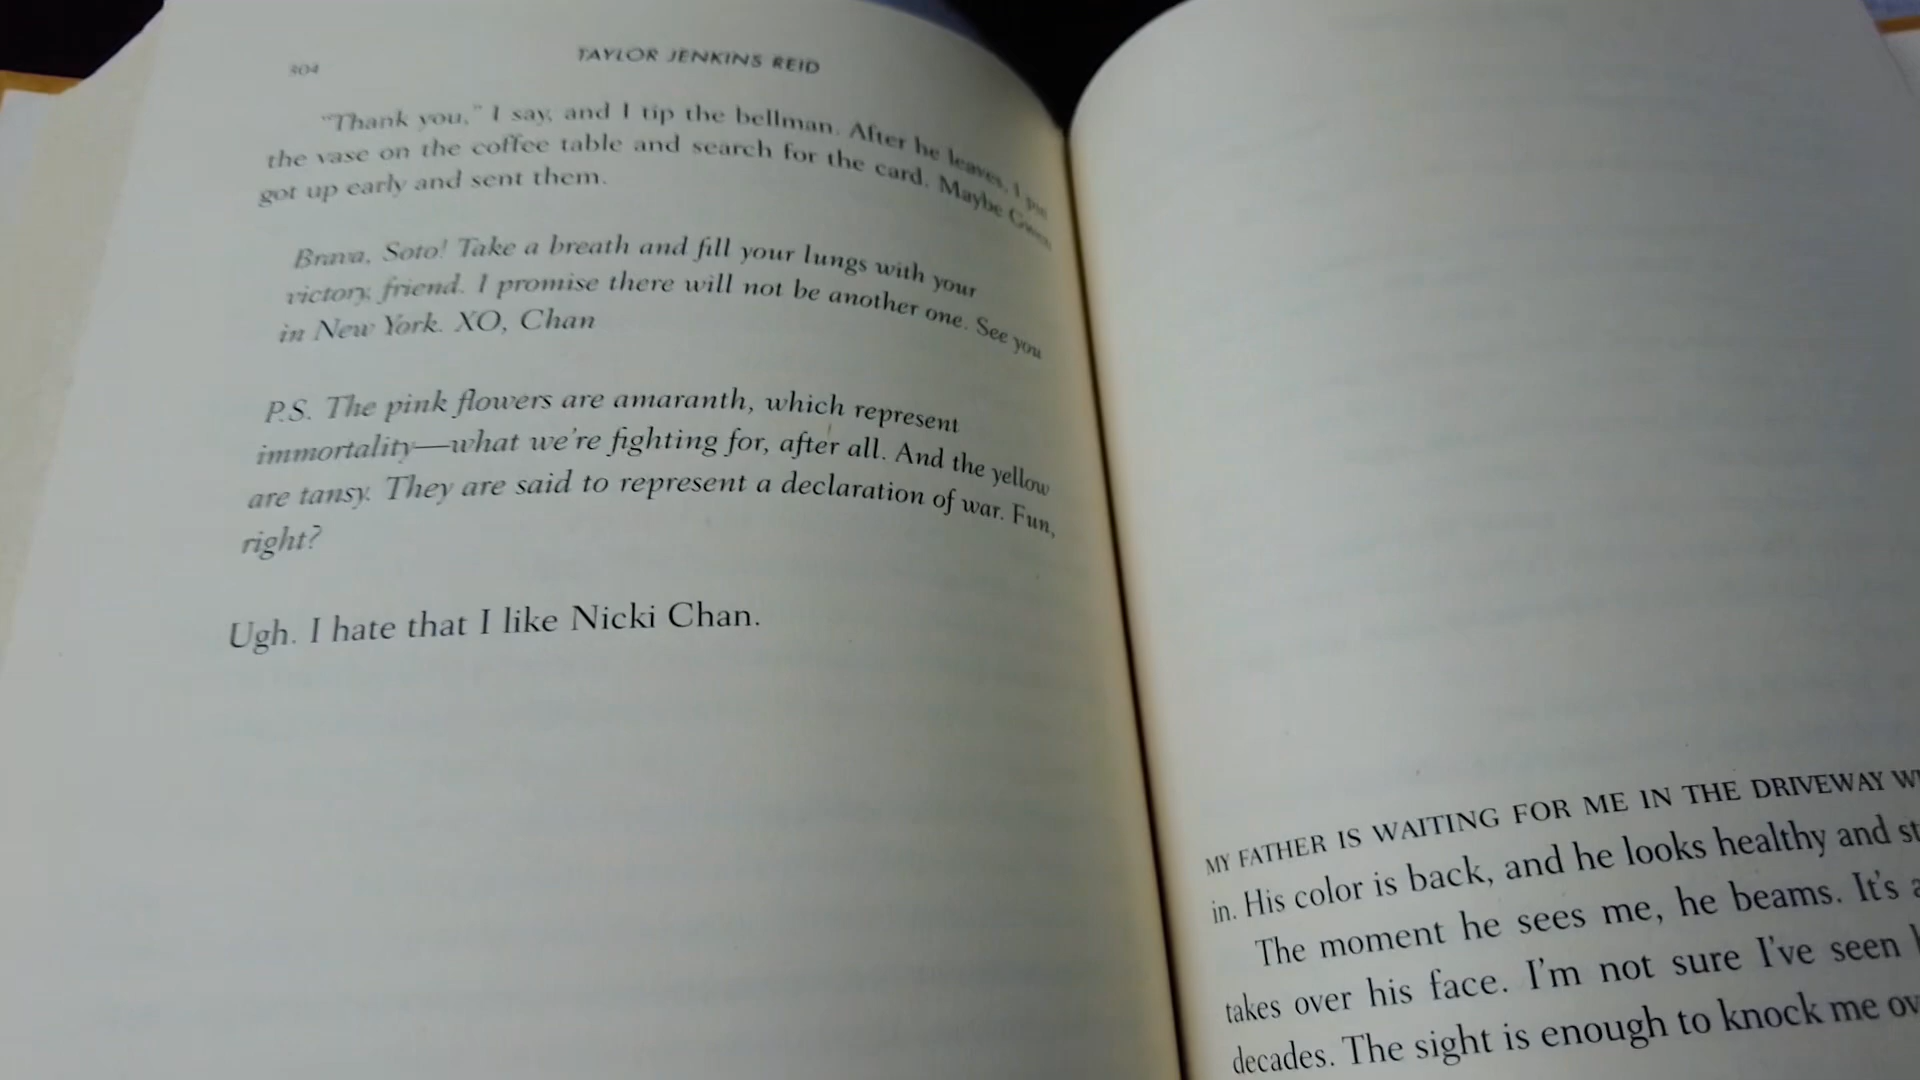 304
TAYLOR JENKINS REID
"Thank you," I say, and I tip the bellman. After he leaves, I put
the vase on the coffee table and search for the card. Maybe Gwen
got up early and sent them.
Brava, Soto! Take a breath and fill your lungs with your
victory, friend. I promise there will not be another one. See you
in New York. XO, Chan
P.S. The pink flowers are amaranth, which represent
immortality—what we're fighting for, after all. And the yellow
are tansy. They are said to represent a declaration of war. Fun,
right?
Ugh. I hate that I like Nicki Chan.
MY FATHER IS WAITING FOR ME IN THE DRIVEWAY
in. His color is back, and he looks healthy and
The moment he sees me, he beams. It's
takes over his face. I'm not sure I've seen
decades. The sight is enough to knock me